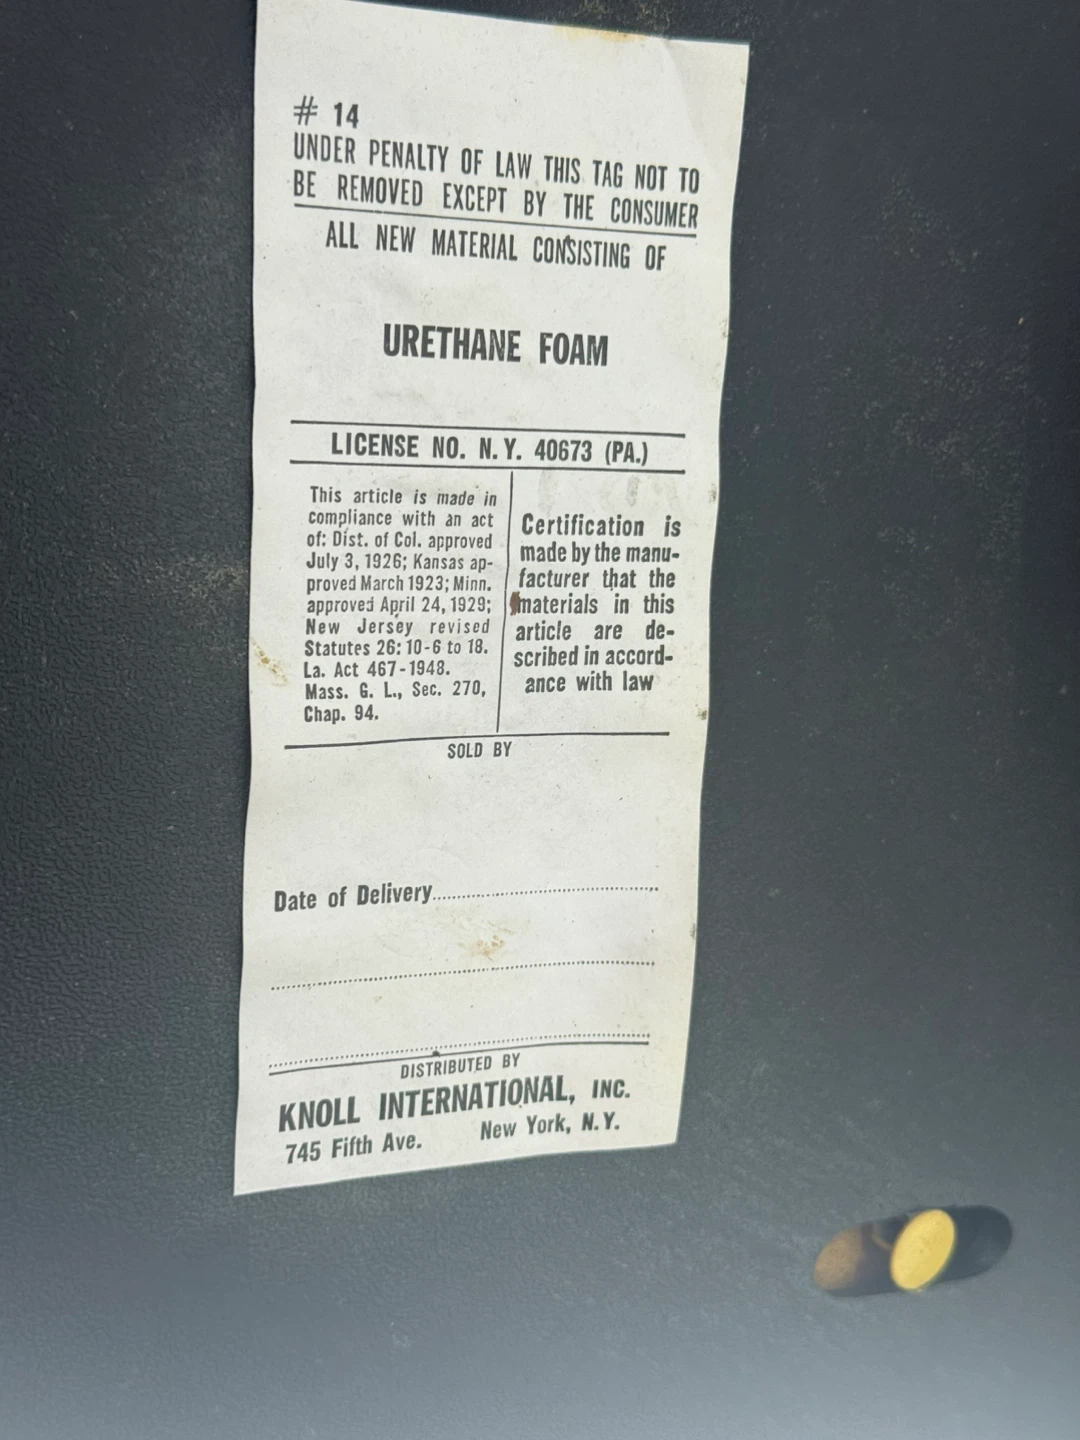 # 14
UNDER PENALTY OF LAW THIS TAG NOT TO
BE REMOVED EXCEPT BY THE CONSUMER
ALL NEW MATERIAL CONSISTING OF
URETHANE FOAM
LICENSE NO. N.Y. 40673 (PA.)
This article is made in
compliance with an act
of: Dist. of Col. approved
July 3, 1926; Kansas ap-
proved March 1923; Minn.
approved April 24, 1929;
New Jersey revised
Statutes 26: 10-6 to 18.
La. Act 467-1948.
Mass. G. L., Sec. 270,
Chap. 94.
Certification is
made by the manu-
facturer that the
materials in this
article are de-
scribed in accord-
ance with law
SOLD BY
Date of Delivery
DISTRIBUTED BY
KNOLL INTERNATIONAL, INC.
745 Fifth Ave. New York, N.Y.